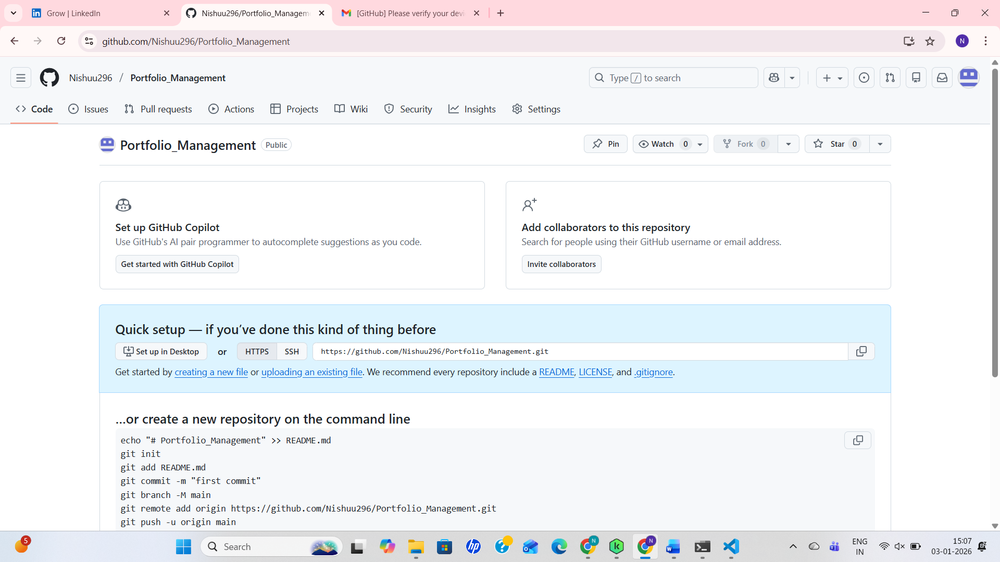 Grow | LinkedIn
Nishuu296/Portfolio_Managem
[GitHub] Please verify your devi
github.com/Nishuu296/Portfolio_Management
N
Nishuu296 / Portfolio_Management
Type / to search
Code
Issues
Pull requests
Actions
Projects
Wiki
Security
Insights
Settings
Portfolio_Management Public
Pin
Watch 0
Fork 0
Star 0
Set up GitHub Copilot
Use GitHub's AI pair programmer to autocomplete suggestions as you code.
Get started with GitHub Copilot
Add collaborators to this repository
Search for people using their GitHub username or email address.
Invite collaborators
Quick setup — if you’ve done this kind of thing before
Set up in Desktop or HTTPS SSH https://github.com/Nishuu296/Portfolio_Management.git
Get started by creating a new file or uploading an existing file. We recommend every repository include a README, LICENSE, and .gitignore.
…or create a new repository on the command line
echo "# Portfolio_Management" >> README.md
git init
git add README.md
git commit -m "first commit"
git branch -M main
git remote add origin https://github.com/Nishuu296/Portfolio_Management.git
git push -u origin main
5
Search
ENG
IN
15:07
03-01-2026